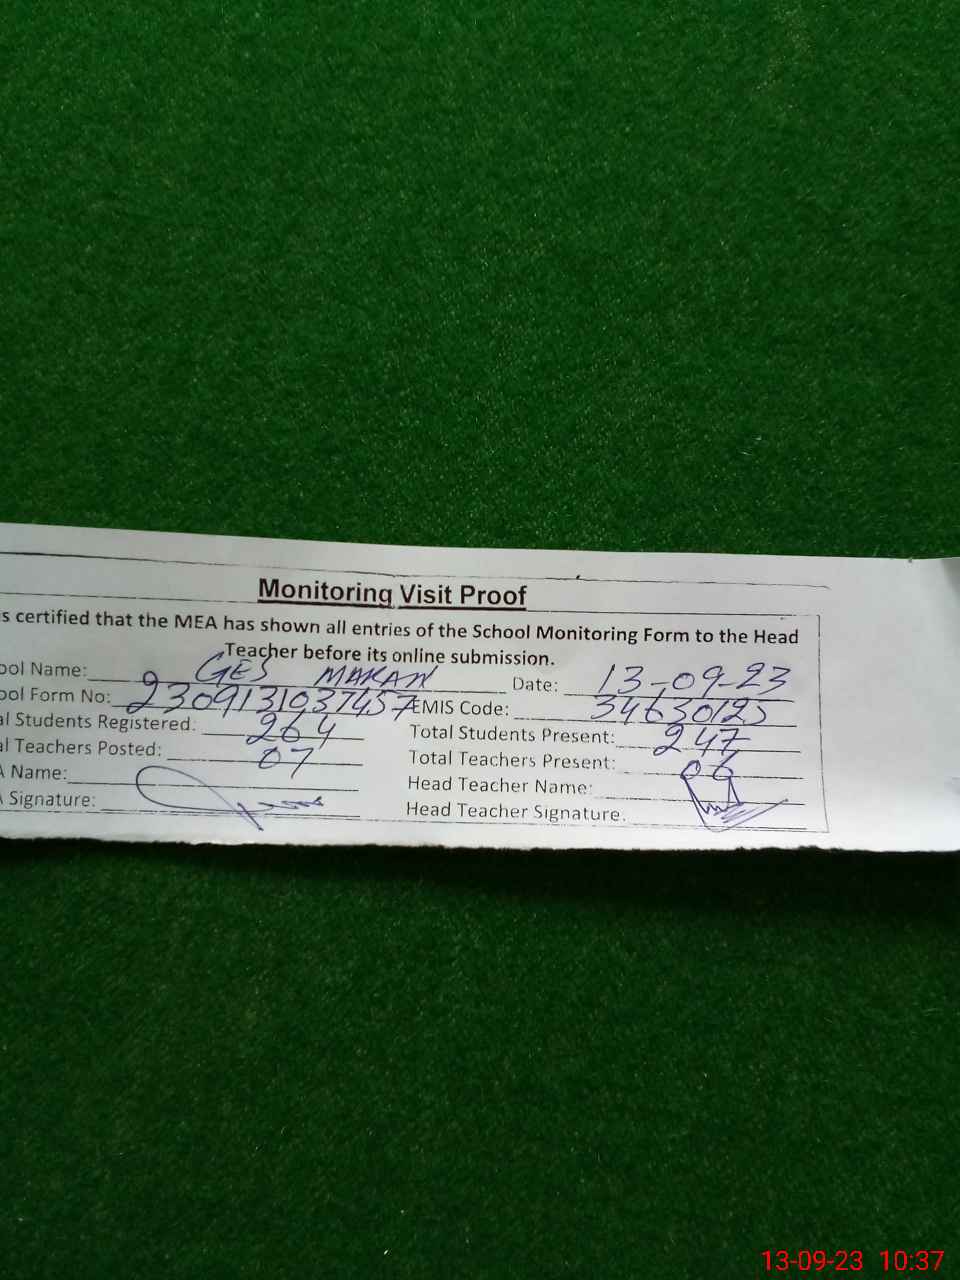 Monitoring Visit Proof
s certified that the MEA has shown all entries of the School Monitoring Form to the Head
Teacher before its online submission.
ool Name: GES MAKAN Date: 13-09-23
ool Form No: 2309131037457 EMIS Code: 34630125
al Students Registered: 264 Total Students Present: 247
al Teachers Posted: 07 Total Teachers Present: 06
A Name: Head Teacher Name:
A Signature: Head Teacher Signature.
13-09-23 10:37